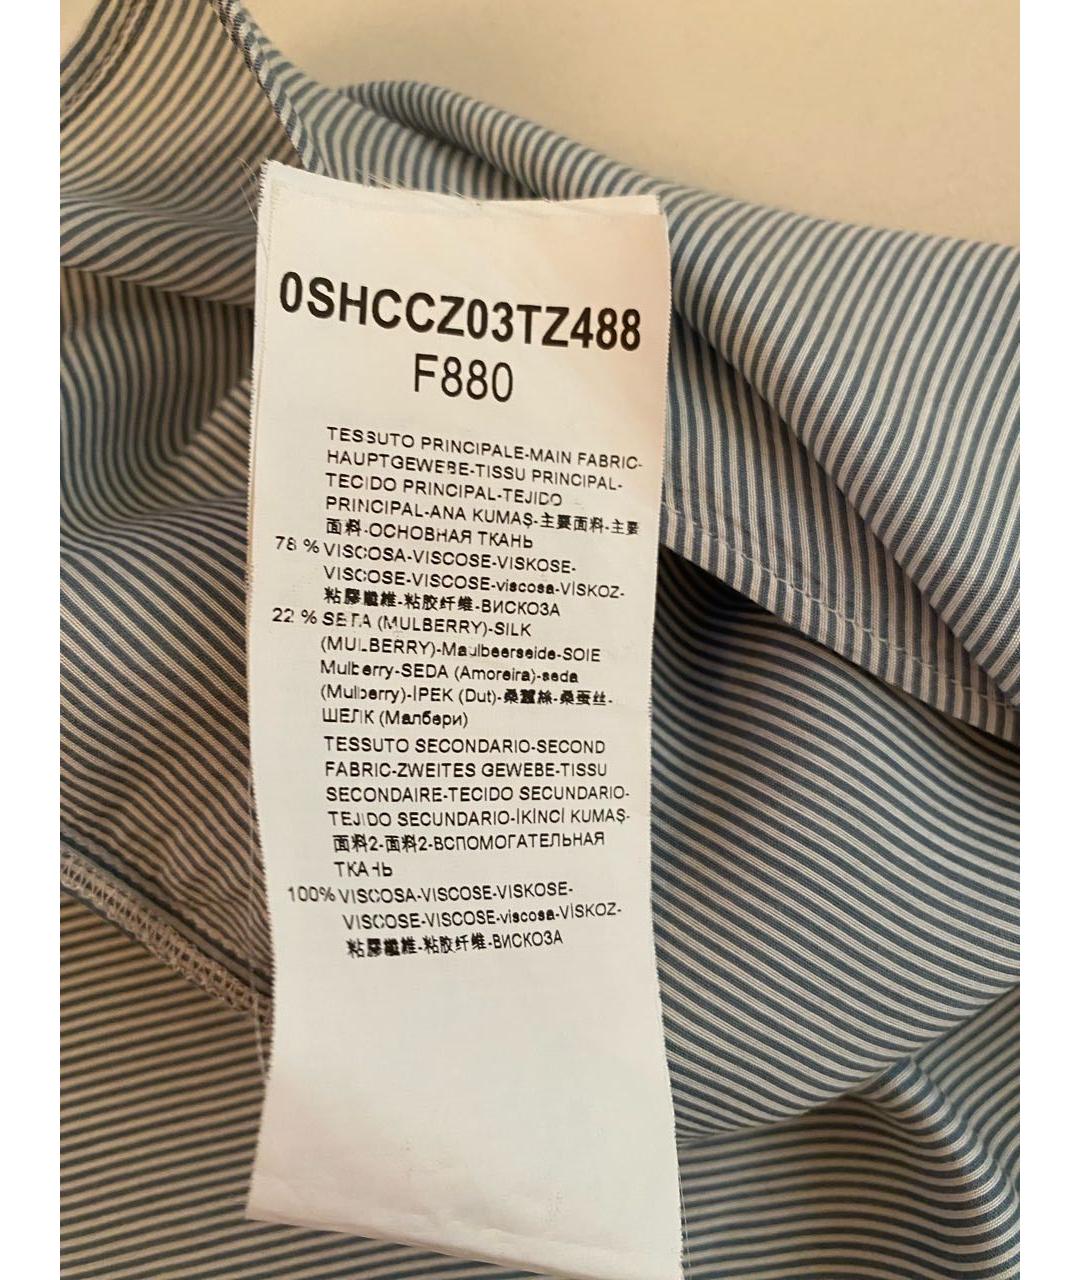 0SHCCZ03TZ488
F880
TESSUTO PRINCIPALE-MAIN FABRIC-
HAUPTGEWEBE-TISSU PRINCIPAL-
TECIDO PRINCIPAL-TEJIDO
PRINCIPAL-ANA KUMAŞ-主要面料-主要
面料-ОСНОВНАЯ ТКАНЬ
78 % VISCOSA-VISCOSE-VISKOSE-
VISCOSE-VISCOSE-viscosa-VİSKOZ-
粘膠纖維-粘胶纤维-ВИСКОЗА
22 % SETA (MULBERRY)-SILK
(MULBERRY)-Maulbeerseide-SOIE
Mulberry-SEDA (Amoreira)-seda
(Mulberry)-İPEK (Dut)-桑蠶絲-桑蚕丝-
ШЕЛК (Малбери)
TESSUTO SECONDARIO-SECOND
FABRIC-ZWEITES GEWEBE-TISSU
SECONDAIRE-TECIDO SECUNDARIO-
TEJIDO SECUNDARIO-İKİNCİ KUMAŞ-
面料2-面料2-ВСПОМОГАТЕЛЬНАЯ
ТКАНЬ
100% VISCOSA-VISCOSE-VISKOSE-
VISCOSE-VISCOSE-viscosa-VİSKOZ-
粘膠纖維-粘胶纤维-ВИСКОЗА